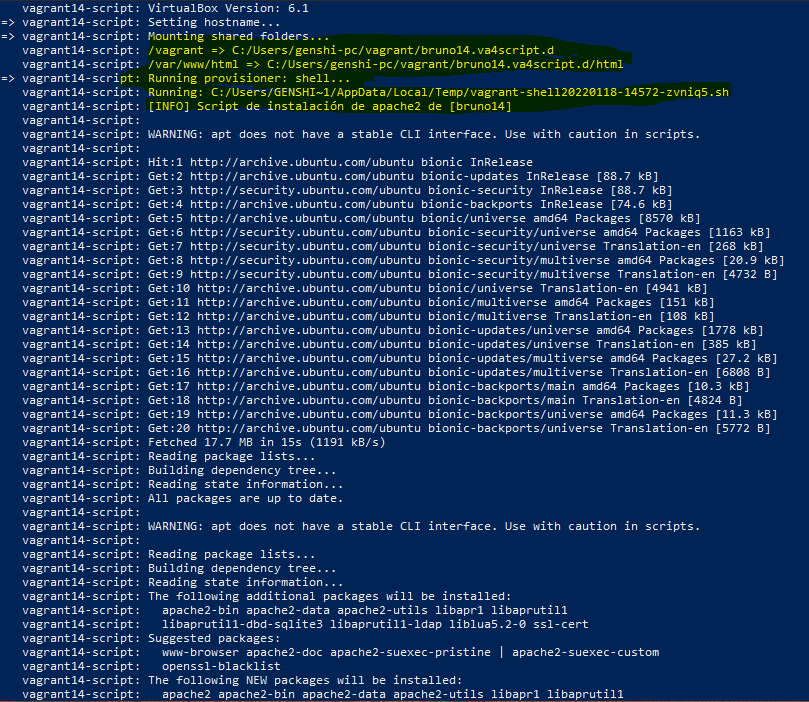 vagrant14-script: VirtualBox Version: 6.1
=> vagrant14-script: Setting hostname...
=> vagrant14-script: Mounting shared folders...
vagrant14-script: /vagrant => C:/Users/genshi-pc/vagrant/bruno14.va4script.d
vagrant14-script: /var/www/html => C:/Users/genshi-pc/vagrant/bruno14.va4script.d/html
=> vagrant14-script: Running provisioner: shell...
vagrant14-script: Running: C:/Users/GENSHI~1/AppData/Local/Temp/vagrant-shell20220118-14572-zvniq5.sh
vagrant14-script: [INFO] Script de instalación de apache2 de [bruno14]
vagrant14-script:
vagrant14-script: WARNING: apt does not have a stable CLI interface. Use with caution in scripts.
vagrant14-script:
vagrant14-script: Hit:1 http://archive.ubuntu.com/ubuntu bionic InRelease
vagrant14-script: Get:2 http://archive.ubuntu.com/ubuntu bionic-updates InRelease [88.7 kB]
vagrant14-script: Get:3 http://security.ubuntu.com/ubuntu bionic-security InRelease [88.7 kB]
vagrant14-script: Get:4 http://archive.ubuntu.com/ubuntu bionic-backports InRelease [74.6 kB]
vagrant14-script: Get:5 http://archive.ubuntu.com/ubuntu bionic/universe amd64 Packages [8570 kB]
vagrant14-script: Get:6 http://security.ubuntu.com/ubuntu bionic-security/universe amd64 Packages [1163 kB]
vagrant14-script: Get:7 http://security.ubuntu.com/ubuntu bionic-security/universe Translation-en [268 kB]
vagrant14-script: Get:8 http://security.ubuntu.com/ubuntu bionic-security/multiverse amd64 Packages [20.9 kB]
vagrant14-script: Get:9 http://security.ubuntu.com/ubuntu bionic-security/multiverse Translation-en [4732 B]
vagrant14-script: Get:10 http://archive.ubuntu.com/ubuntu bionic/universe Translation-en [4941 kB]
vagrant14-script: Get:11 http://archive.ubuntu.com/ubuntu bionic/multiverse amd64 Packages [151 kB]
vagrant14-script: Get:12 http://archive.ubuntu.com/ubuntu bionic/multiverse Translation-en [108 kB]
vagrant14-script: Get:13 http://archive.ubuntu.com/ubuntu bionic-updates/universe amd64 Packages [1778 kB]
vagrant14-script: Get:14 http://archive.ubuntu.com/ubuntu bionic-updates/universe Translation-en [385 kB]
vagrant14-script: Get:15 http://archive.ubuntu.com/ubuntu bionic-updates/multiverse amd64 Packages [27.2 kB]
vagrant14-script: Get:16 http://archive.ubuntu.com/ubuntu bionic-updates/multiverse Translation-en [6808 B]
vagrant14-script: Get:17 http://archive.ubuntu.com/ubuntu bionic-backports/main amd64 Packages [10.3 kB]
vagrant14-script: Get:18 http://archive.ubuntu.com/ubuntu bionic-backports/main Translation-en [4824 B]
vagrant14-script: Get:19 http://archive.ubuntu.com/ubuntu bionic-backports/universe amd64 Packages [11.3 kB]
vagrant14-script: Get:20 http://archive.ubuntu.com/ubuntu bionic-backports/universe Translation-en [5772 B]
vagrant14-script: Fetched 17.7 MB in 15s (1191 kB/s)
vagrant14-script: Reading package lists...
vagrant14-script: Building dependency tree...
vagrant14-script: Reading state information...
vagrant14-script: All packages are up to date.
vagrant14-script:
vagrant14-script: WARNING: apt does not have a stable CLI interface. Use with caution in scripts.
vagrant14-script:
vagrant14-script: Reading package lists...
vagrant14-script: Building dependency tree...
vagrant14-script: Reading state information...
vagrant14-script: The following additional packages will be installed:
vagrant14-script:   apache2-bin apache2-data apache2-utils libapr1 libaprutil1
vagrant14-script:   libaprutil1-dbd-sqlite3 libaprutil1-ldap liblua5.2-0 ssl-cert
vagrant14-script: Suggested packages:
vagrant14-script:   www-browser apache2-doc apache2-suexec-pristine | apache2-suexec-custom
vagrant14-script:   openssl-blacklist
vagrant14-script: The following NEW packages will be installed:
vagrant14-script:   apache2 apache2-bin apache2-data apache2-utils libapr1 libaprutil1